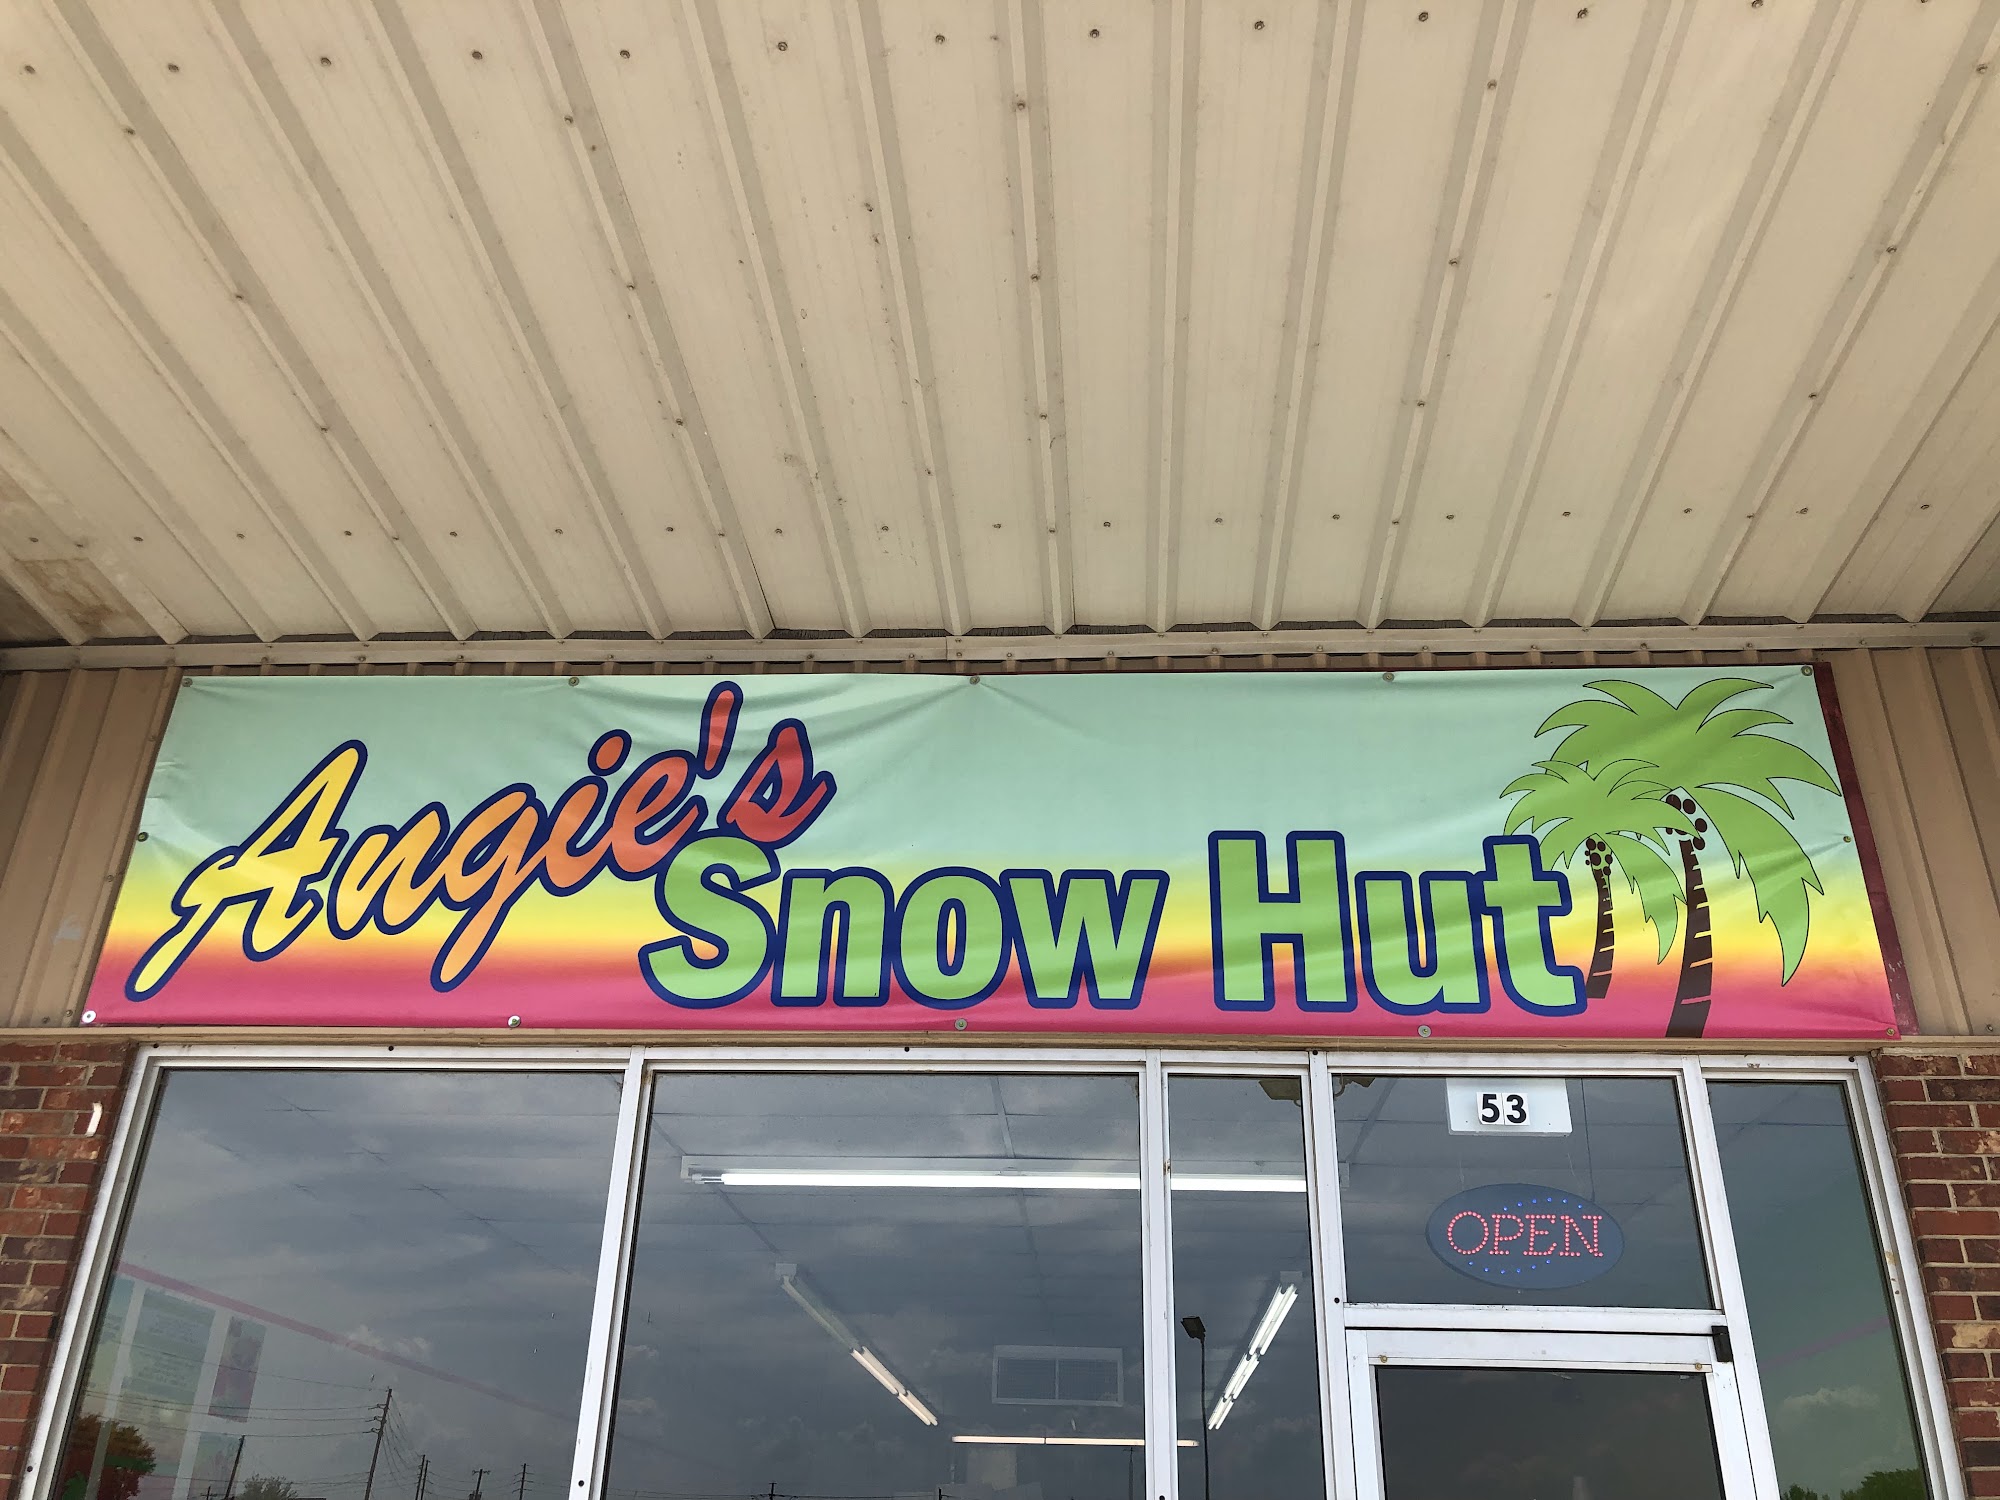 Angie's
Snow Hut
53
OPEN